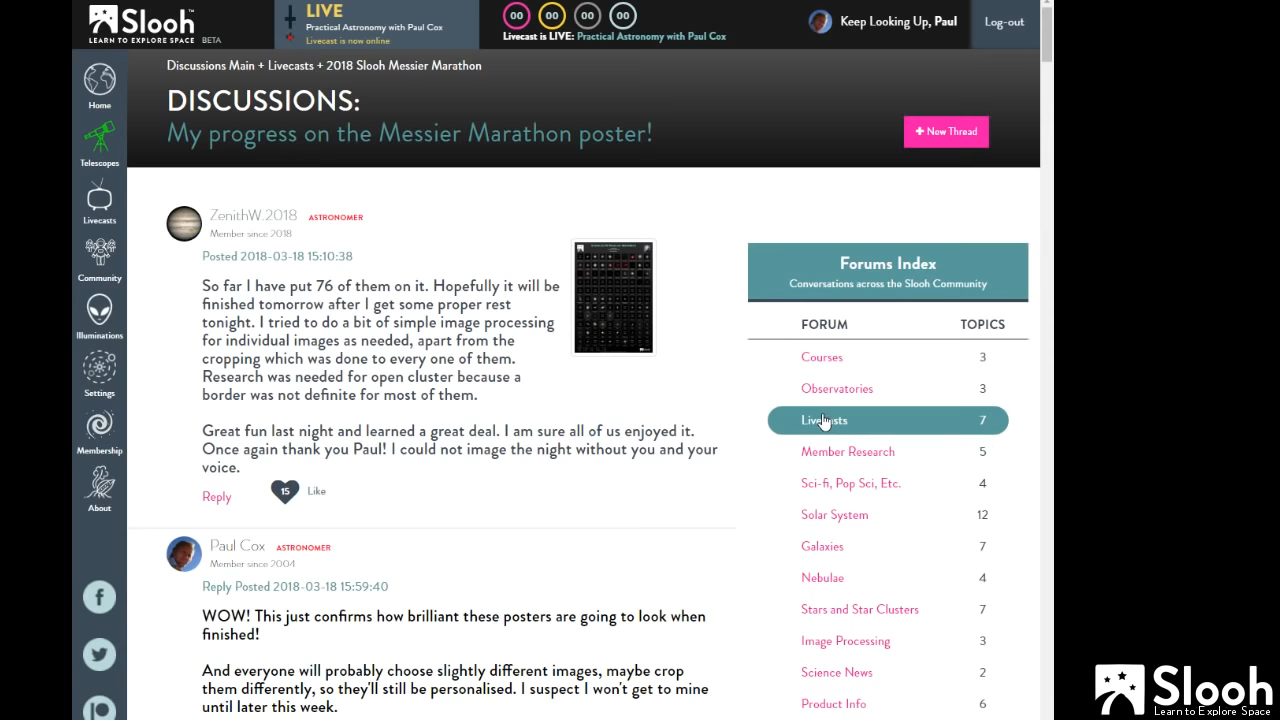 Slooh™
LEARN TO EXPLORE SPACE
BETA
LIVE
Practical Astronomy with Paul Cox
Livecast is now online
00 00 00 00
Livecast is LIVE: Practical Astronomy with Paul Cox
Keep Looking Up, Paul
Log-out
Home
Telescopes
Livecasts
Community
Illuminations
Settings
Membership
About
Discussions Main + Livecasts + 2018 Slooh Messier Marathon
DISCUSSIONS:
My progress on the Messier Marathon poster!
+ New Thread
ZenithW.2018 ASTRONOMER
Member since 2018
Posted 2018-03-18 15:10:38
So far I have put 76 of them on it. Hopefully it will be
finished tomorrow after I get some proper rest
tonight. I tried to do a bit of simple image processing
for individual images as needed, apart from the
cropping which was done to every one of them.
Research was needed for open cluster because a
border was not definite for most of them.
Great fun last night and learned a great deal. I am sure all of us enjoyed it.
Once again thank you Paul! I could not image the night without you and your
voice.
Reply 15 Like
Paul Cox ASTRONOMER
Member since 2004
Reply Posted 2018-03-18 15:59:40
WOW! This just confirms how brilliant these posters are going to look when
finished!
And everyone will probably choose slightly different images, maybe crop
them differently, so they'll still be personalised. I suspect I won't get to mine
until later this week.
Forums Index
Conversations across the Slooh Community
FORUM TOPICS
Courses 3
Observatories 3
Livecasts 7
Member Research 5
Sci-fi, Pop Sci, Etc. 4
Solar System 12
Galaxies 7
Nebulae 4
Stars and Star Clusters 7
Image Processing 3
Science News 2
Product Info 6
Slooh
Learn to Explore Space